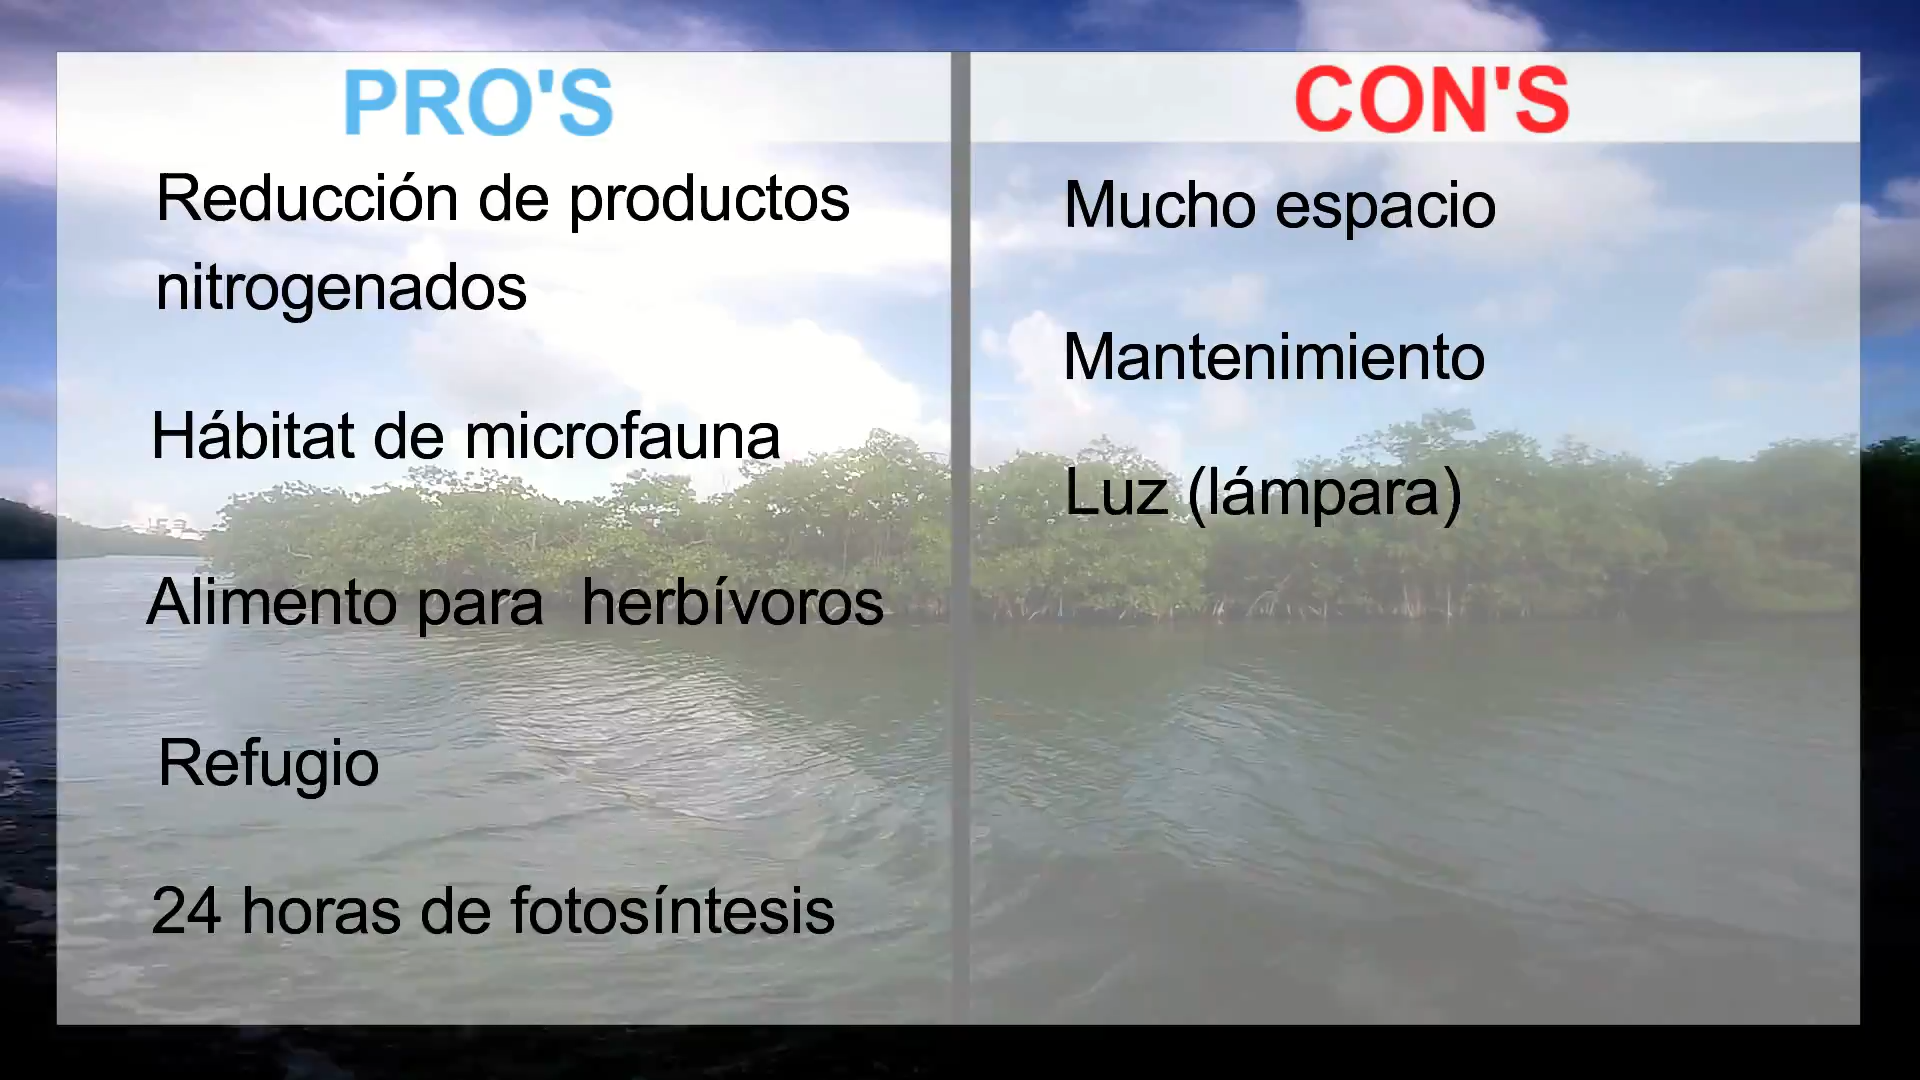 PRO'S
Reducción de productos
nitrogenados
Hábitat de microfauna
Alimento para  herbívoros
Refugio
24 horas de fotosíntesis
CON'S
Mucho espacio
Mantenimiento
Luz (lámpara)